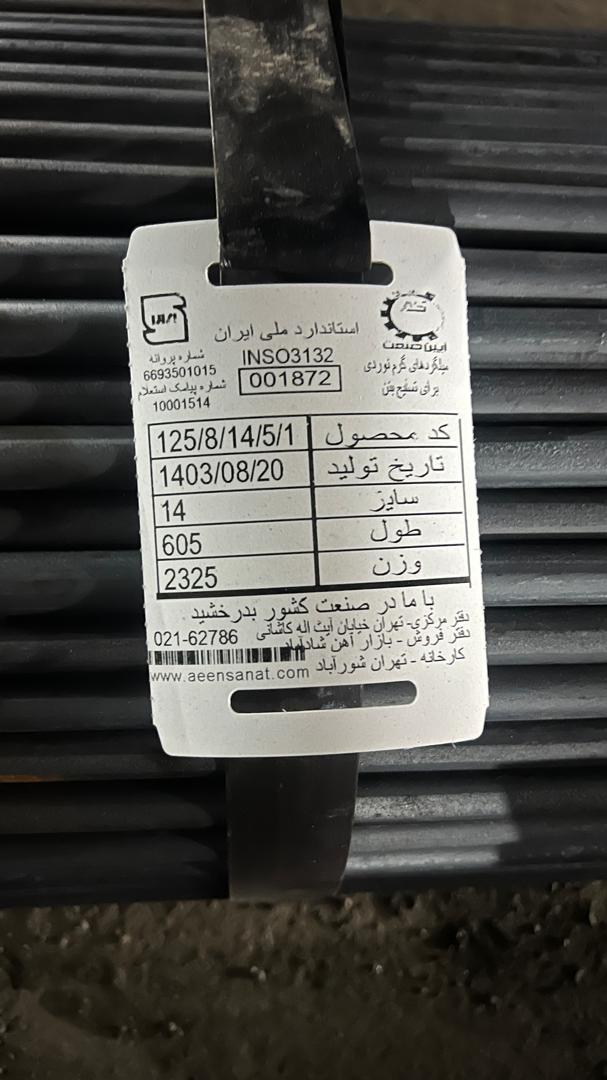 استاندارد ملی ایران
INSO3132
001872
آیین صنعت
میلگردهای گرم نوردی
برای تسلیح بتن
شماره پروانه
6693501015
شماره پیامک استعلام
10001514
کد محصول 125/8/14/5/1
تاریخ تولید 1403/08/20
سایز 14
طول 605
وزن 2325
با ما در صنعت کشور بدرخشید
دفتر مرکزی- تهران خیابان آیت اله کاشانی
دفتر فروش - بازار آهن شادآباد
کارخانه - تهران شورآباد
021-62786
www.aeensanat.com